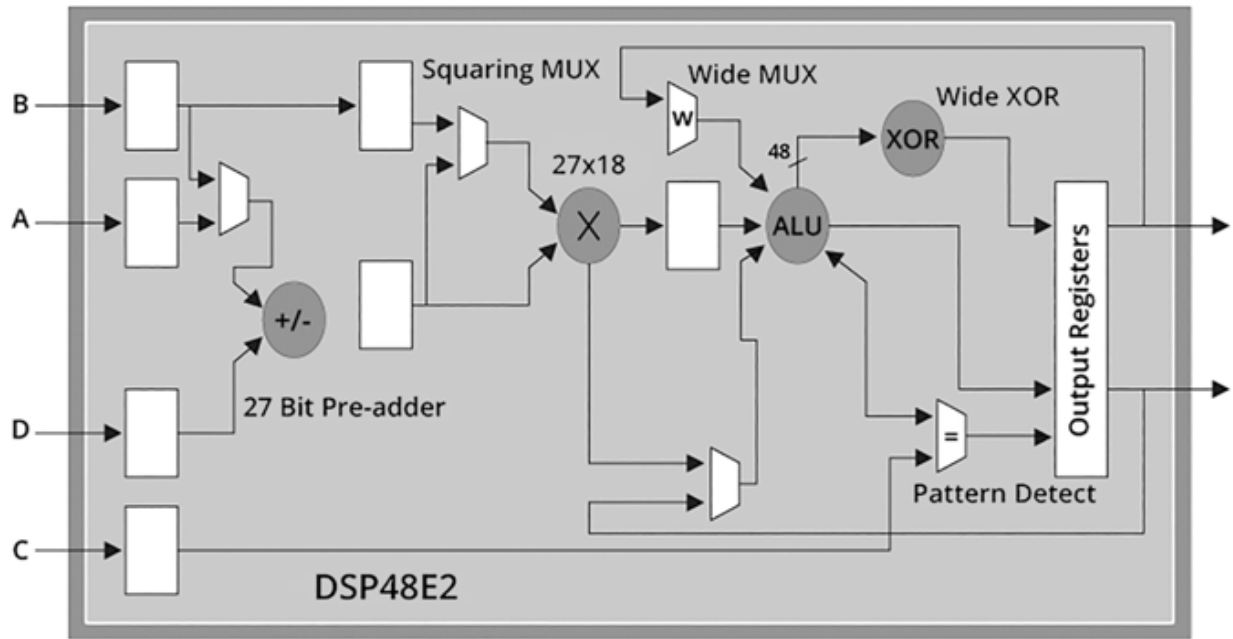 Squaring MUX
Wide MUX
Wide XOR
B
W
48
XOR
27x18
A
X
ALU
+/-
27 Bit Pre-adder
Output Registers
D
=
Pattern Detect
C
DSP48E2